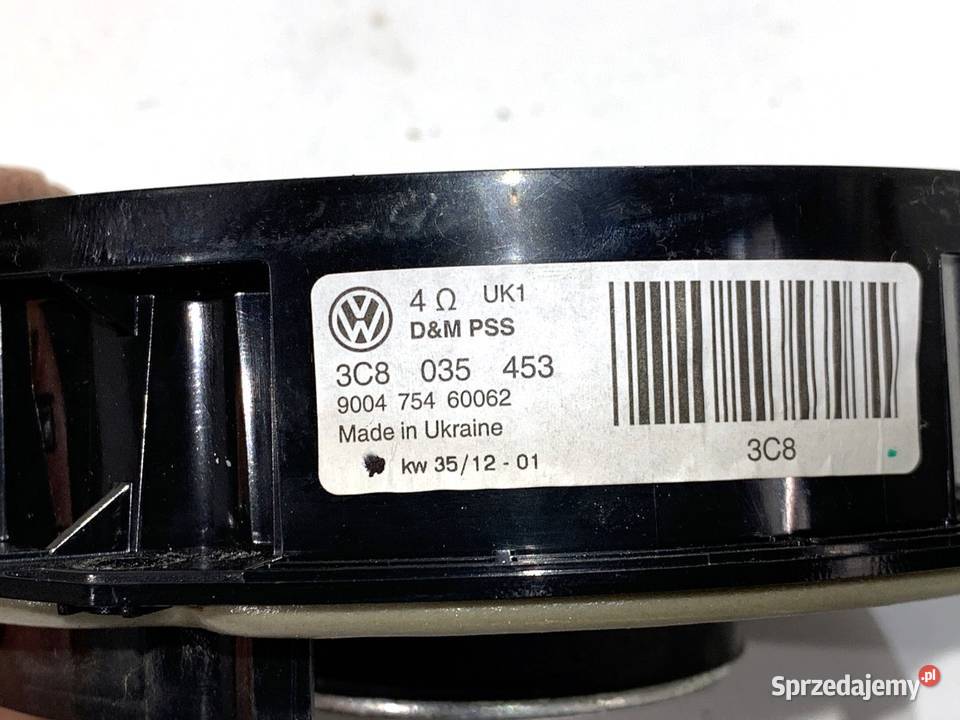 4 Ω UK1
D&M PSS
3C8 035 453
9004 754 60062
Made in Ukraine
kw 35/12 - 01
3C8
Sprzedajemy.pl